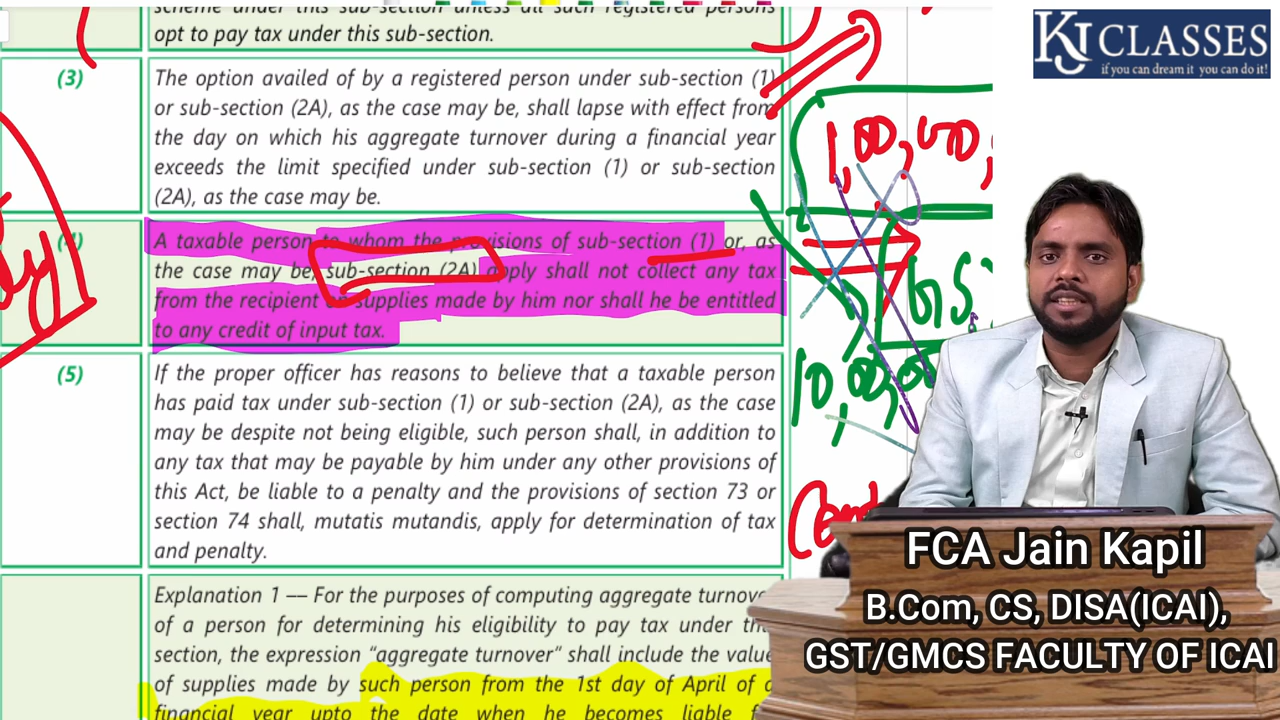 scheme under this sub-section unless all such registered persons
opt to pay tax under this sub-section.
(3)
The option availed of by a registered person under sub-section (1)
or sub-section (2A), as the case may be, shall lapse with effect from
the day on which his aggregate turnover during a financial year
exceeds the limit specified under sub-section (1) or sub-section
(2A), as the case may be.
(4)
A taxable person to whom the provisions of sub-section (1) or, as
the case may be, sub-section (2A) apply shall not collect any tax
from the recipient on supplies made by him nor shall he be entitled
to any credit of input tax.
(5)
If the proper officer has reasons to believe that a taxable person
has paid tax under sub-section (1) or sub-section (2A), as the case
may be despite not being eligible, such person shall, in addition to
any tax that may be payable by him under any other provisions of
this Act, be liable to a penalty and the provisions of section 73 or
section 74 shall, mutatis mutandis, apply for determination of tax
and penalty.
Explanation 1 — For the purposes of computing aggregate turnover
of a person for determining his eligibility to pay tax under
section, the expression "aggregate turnover" shall include the value
of supplies made by such person from the 1st day of April of a
financial year upto the date when he becomes liable
KJ CLASSES
if you can dream it you can do it!
FCA Jain Kapil
B.Com, CS, DISA(ICAI),
GST/GMCS FACULTY OF ICAI